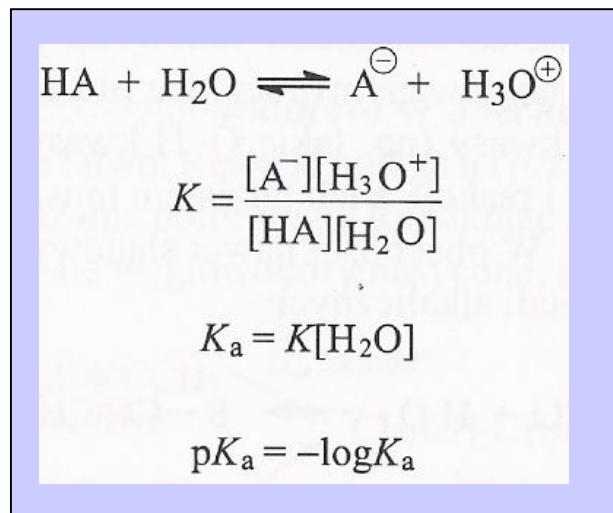 HA + H₂O ⇌ A⊖ + H₃O⊕
K = [A⁻][H₃O⁺] / [HA][H₂O]
Kₐ = K[H₂O]
pKₐ = –logKₐ